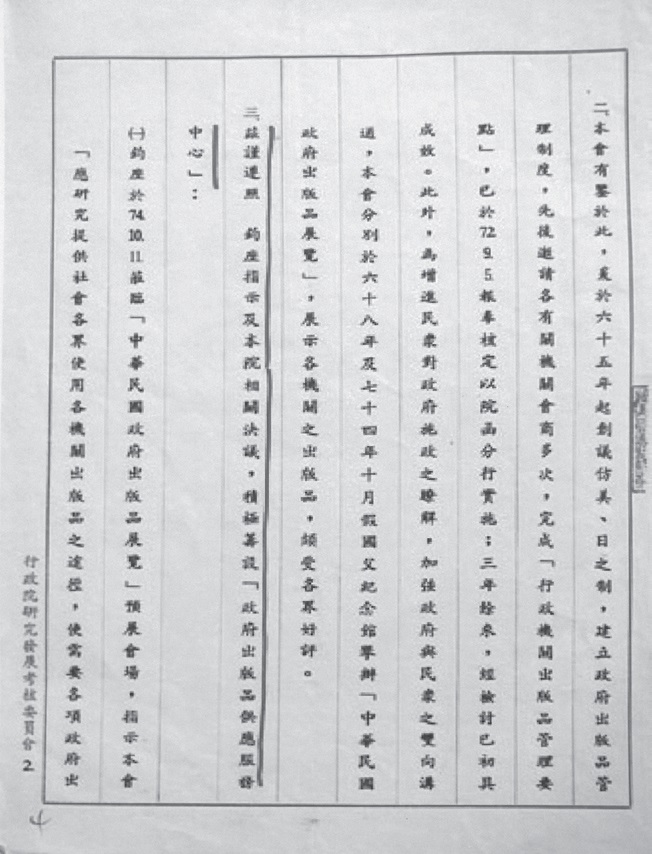 二、本會有鑒於此，爰於六十五年起創議仿美、日之制，建立政府出版品管
理制度，先後邀請各有關機關會商多次，完成「行政機關出版品管理要
點」，已於72.9.5.報奉核定以院函分行實施；三年餘來，經檢討已初具
成效。此外，為增進民眾對政府施政之瞭解，加強政府與民眾之雙向溝
通，本會分別於六十八年及七十四年十月假國父紀念館舉辦「中華民國
政府出版品展覽」，展示各機關之出版品，頗受各界好評。
三、茲謹遵照　鈞座指示及本院相關決議，積極籌設「政府出版品供應服務
中心」：
㈠鈞座於74.10.11.蒞臨「中華民國政府出版品展覽」預展會場，指示本會
「應研究提供社會各界使用各機關出版品之途徑，使需要各項政府出
行政院研究發展考核委員會 2
4